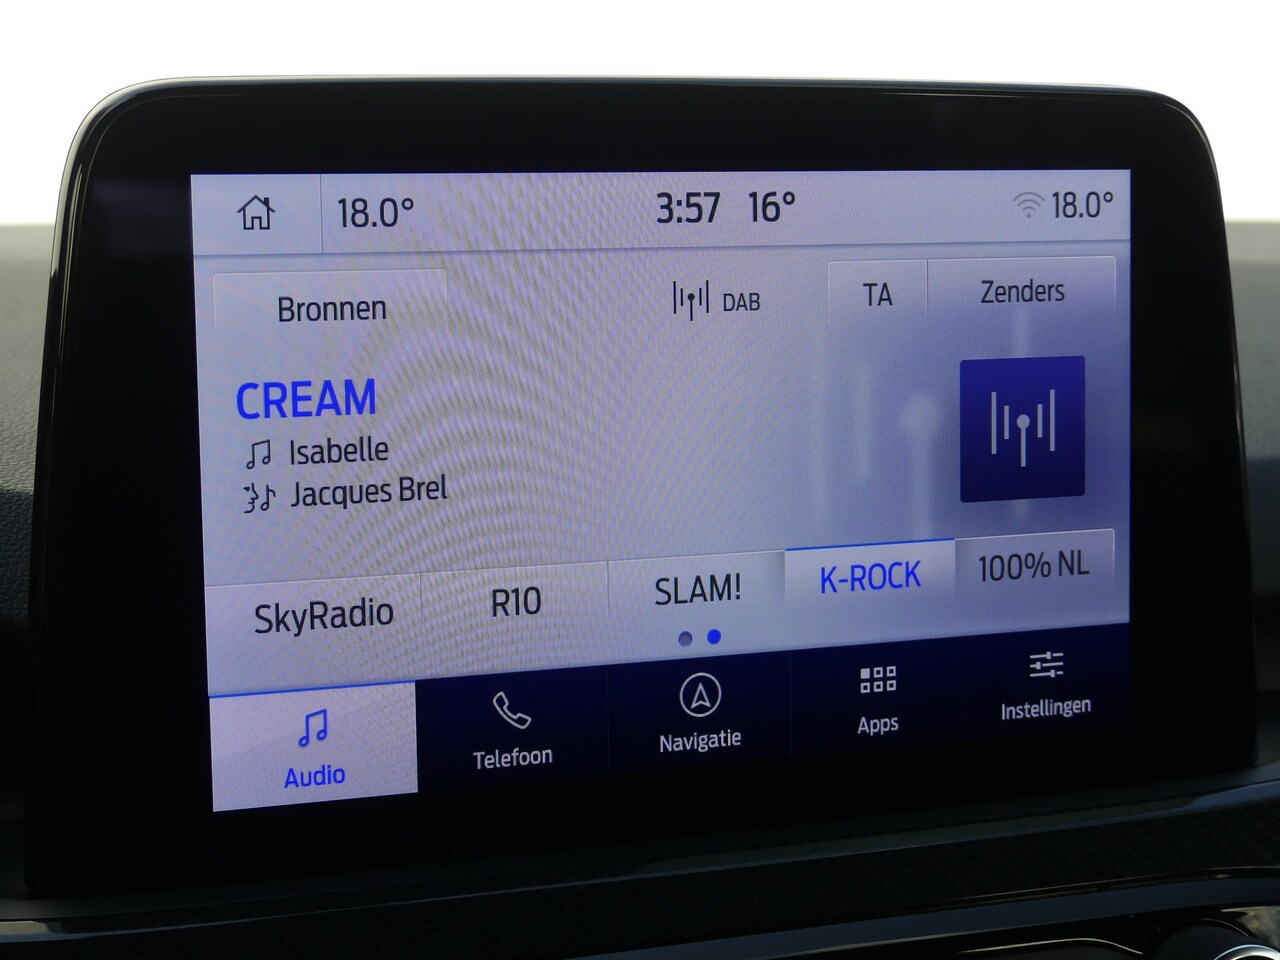 18.0° 3:57 16° 18.0°
Bronnen DAB TA Zenders
CREAM
Isabelle
Jacques Brel
SkyRadio R10 SLAM! K-ROCK 100% NL
Audio Telefoon Navigatie Apps Instellingen